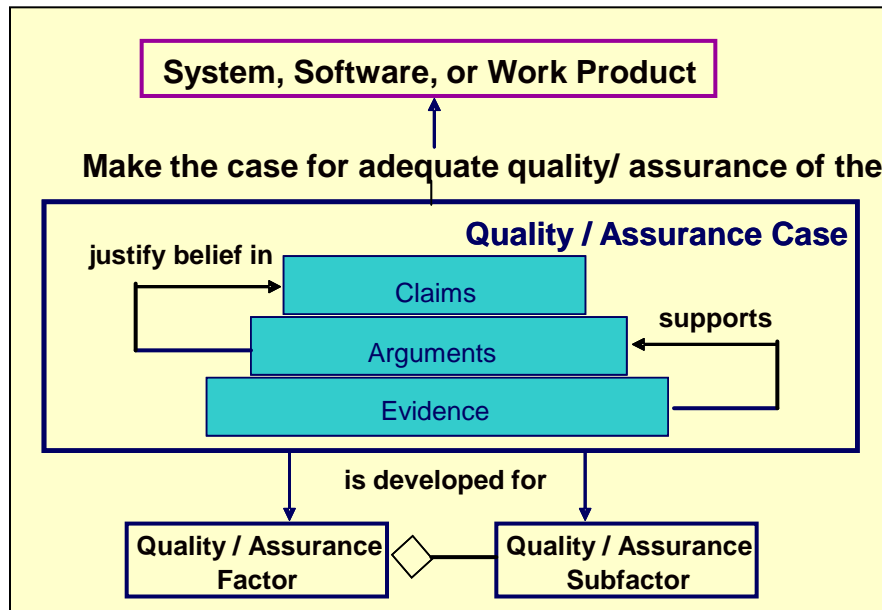 System, Software, or Work Product
Make the case for adequate quality/ assurance of the
Quality / Assurance Case
justify belief in
Claims
supports
Arguments
Evidence
is developed for
Quality / Assurance
Factor
Quality / Assurance
Subfactor